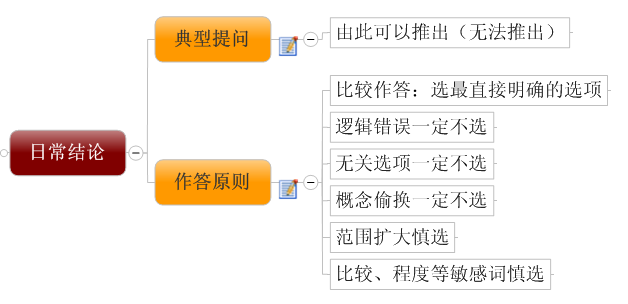 日常结论
典型提问
由此可以推出（无法推出）
作答原则
比较作答：选最直接明确的选项
逻辑错误一定不选
无关选项一定不选
概念偷换一定不选
范围扩大慎选
比较、程度等敏感词慎选